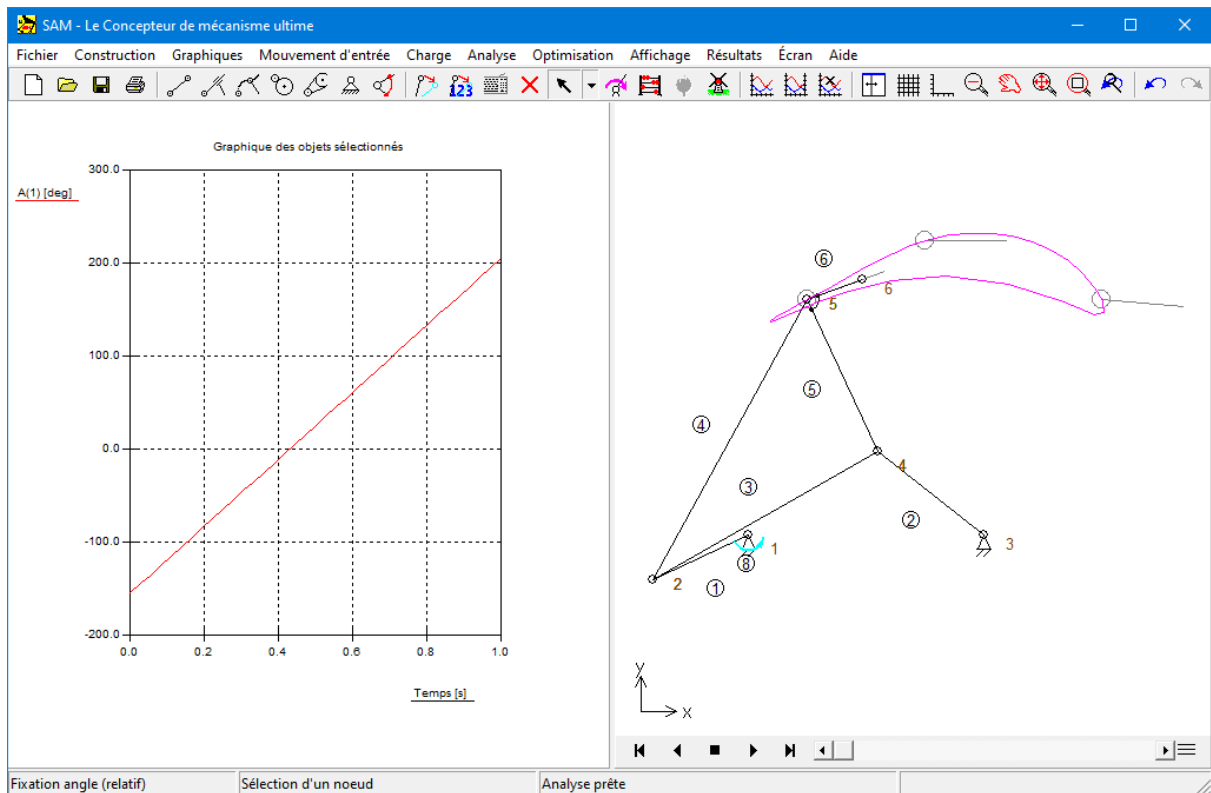 SAM - Le Concepteur de mécanisme ultime
Fichier Construction Graphiques Mouvement d'entrée Charge Analyse Optimisation Affichage Résultats Écran Aide
123
Graphique des objets sélectionnés
A(1) [deg]
300.0
200.0
100.0
0.0
-100.0
-200.0
0.0 0.2 0.4 0.6 0.8 1.0
Temps [s]
6
6
5
5
4
4
3
2
1
3
8
2
1
y
x
Fixation angle (relatif) Sélection d'un noeud Analyse prête